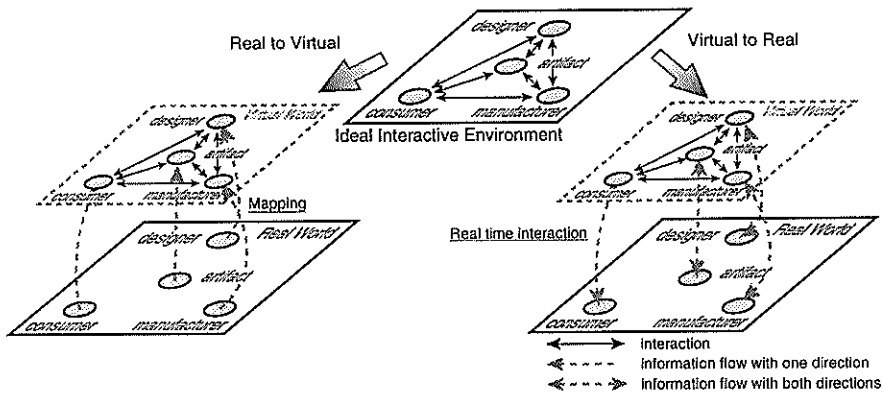 Real to Virtual
designer
artifact
consumer
manufacturer
Ideal Interactive Environment
Virtual to Real
Virtual World
designer
artifact
consumer
manufacturer
Mapping
designer
Real World
artifact
consumer
manufacturer
Virtual World
designer
artifact
consumer
manufacturer
Real time interaction
designer
Real World
artifact
consumer
manufacturer
Interaction
Information flow with one direction
Information flow with both directions